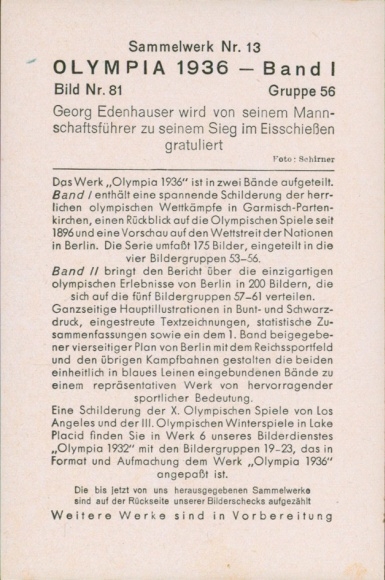 Sammelwerk Nr. 13
OLYMPIA 1936 – Band I
Bild Nr. 81 Gruppe 56
Georg Edenhauser wird von seinem Mann-
schaftsführer zu seinem Sieg im Eisschießen
gratuliert
Foto: Schirner
Das Werk „Olympia 1936" ist in zwei Bände aufgeteilt.
Band I enthält eine spannende Schilderung der herr-
lichen olympischen Wettkämpfe in Garmisch-Parten-
kirchen, einen Rückblick auf die Olympischen Spiele seit
1896 und eine Vorschau auf den Wettstreit der Nationen
in Berlin. Die Serie umfaßt 175 Bilder, eingeteilt in die
vier Bildergruppen 53–56.
Band II bringt den Bericht über die einzigartigen
olympischen Erlebnisse von Berlin in 200 Bildern, die
sich auf die fünf Bildergruppen 57–61 verteilen.
Ganzseitige Hauptillustrationen in Bunt- und Schwarz-
druck, eingestreute Textzeichnungen, statistische Zu-
sammenfassungen sowie ein dem 1. Band beigegebe-
ner vierseitiger Plan von Berlin mit dem Reichssportfeld
und den übrigen Kampfbahnen gestalten die beiden
einheitlich in blaues Leinen eingebundenen Bände zu
einem repräsentativen Werk von hervorragender
sportlicher Bedeutung.
Eine Schilderung der X. Olympischen Spiele von Los
Angeles und der III. Olympischen Winterspiele in Lake
Placid finden Sie in Werk 6 unseres Bilderdienstes
„Olympia 1932" mit den Bildergruppen 19–23, das in
Format und Aufmachung dem Werk „Olympia 1936"
angepaßt ist.
Die bis jetzt von uns herausgegebenen Sammelwerke
sind auf der Rückseite unserer Bilderschecks aufgezählt
Weitere Werke sind in Vorbereitung